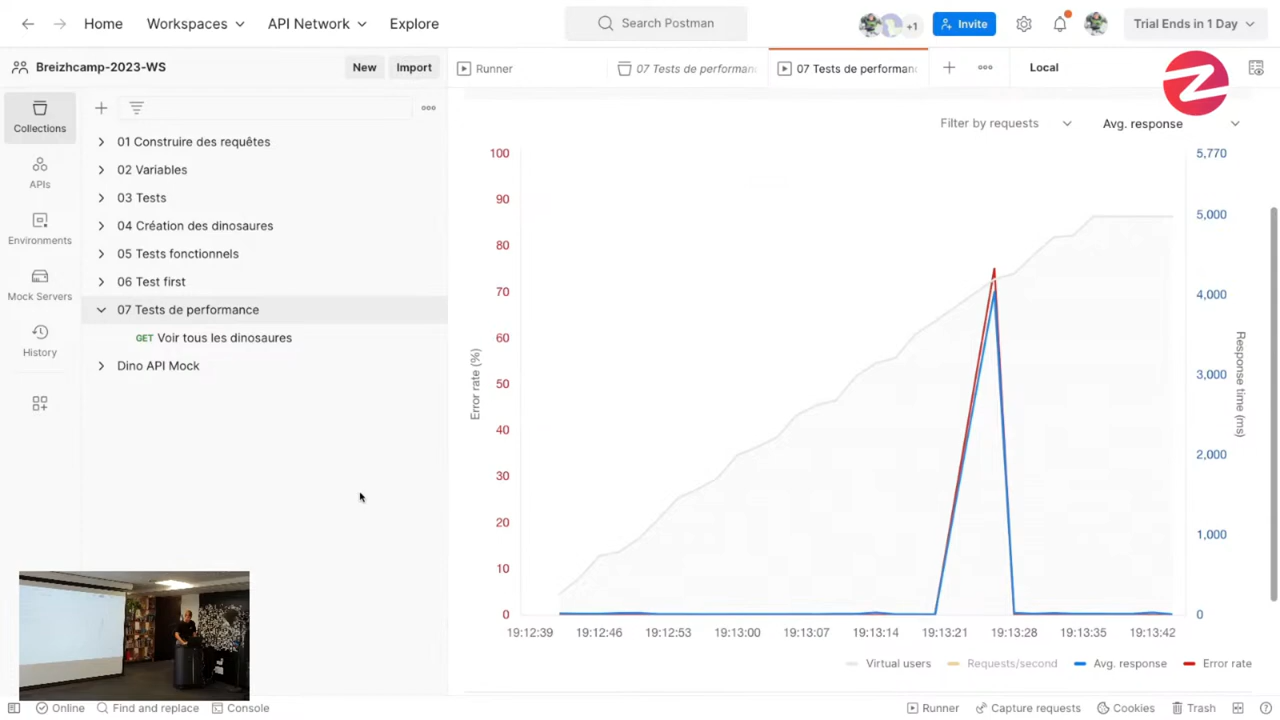 Home
Workspaces
API Network
Explore
Search Postman
+1
Invite
Trial Ends in 1 Day
Breizhcamp-2023-WS
New
Import
Runner
07 Tests de performan
07 Tests de performan
Local
Collections
APIs
Environments
Mock Servers
History
01 Construire des requêtes
02 Variables
03 Tests
04 Création des dinosaures
05 Tests fonctionnels
06 Test first
07 Tests de performance
GET Voir tous les dinosaures
Dino API Mock
Filter by requests
Avg. response
100
90
80
70
60
50
40
30
20
10
0
Error rate (%)
5,770
5,000
4,000
3,000
2,000
1,000
0
Response time (ms)
19:12:39 19:12:46 19:12:53 19:13:00 19:13:07 19:13:14 19:13:21 19:13:28 19:13:35 19:13:42
Virtual users Requests/second Avg. response Error rate
Online
Find and replace
Console
Runner
Capture requests
Cookies
Trash